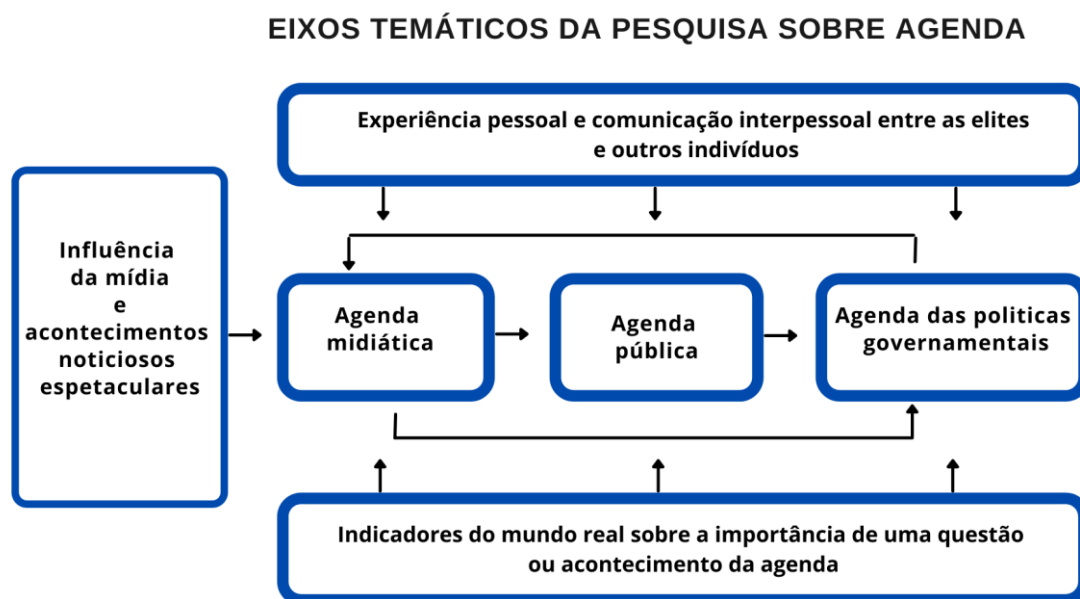 EIXOS TEMÁTICOS DA PESQUISA SOBRE AGENDA
Experiência pessoal e comunicação interpessoal entre as elites
e outros indivíduos
Influência
da mídia
e
acontecimentos
noticiosos
espetaculares
Agenda
midiática
Agenda
pública
Agenda das politicas
governamentais
Indicadores do mundo real sobre a importância de uma questão
ou acontecimento da agenda